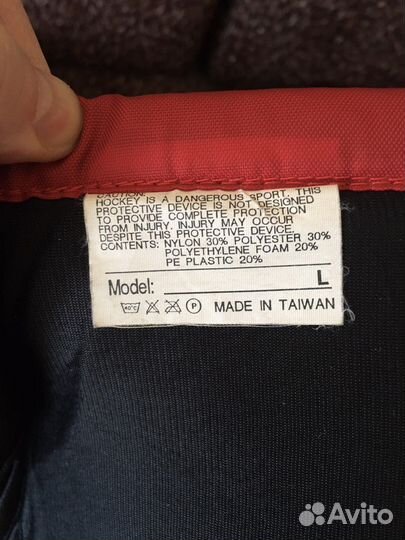 CAUTION:
HOCKEY IS A DANGEROUS SPORT. THIS
PROTECTIVE DEVICE IS NOT DESIGNED
TO PROVIDE COMPLETE PROTECTION
FROM INJURY. INJURY MAY OCCUR
DESPITE THIS PROTECTIVE DEVICE.
CONTENTS: NYLON 30% POLYESTER 30%
POLYETHYLENE FOAM 20%
PE PLASTIC 20%
Model: L
40°C P MADE IN TAIWAN
Avito